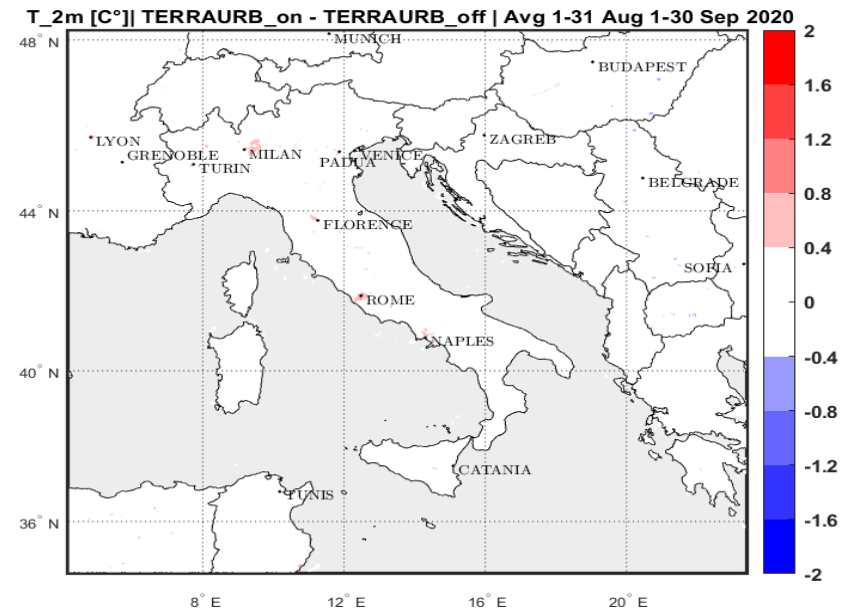 T_2m [C°]| TERRAURB_on - TERRAURB_off | Avg 1-31 Aug 1-30 Sep 2020
48° N
MUNICH
BUDAPEST
LYON
ZAGREB
GRENOBLE
MILAN
PADUA
VENICE
TURIN
BELGRADE
44° N
FLORENCE
SOFIA
ROME
NAPLES
40° N
CATANIA
TUNIS
36° N
8° E
12° E
16° E
20° E
2
1.6
1.2
0.8
0.4
0
-0.4
-0.8
-1.2
-1.6
-2